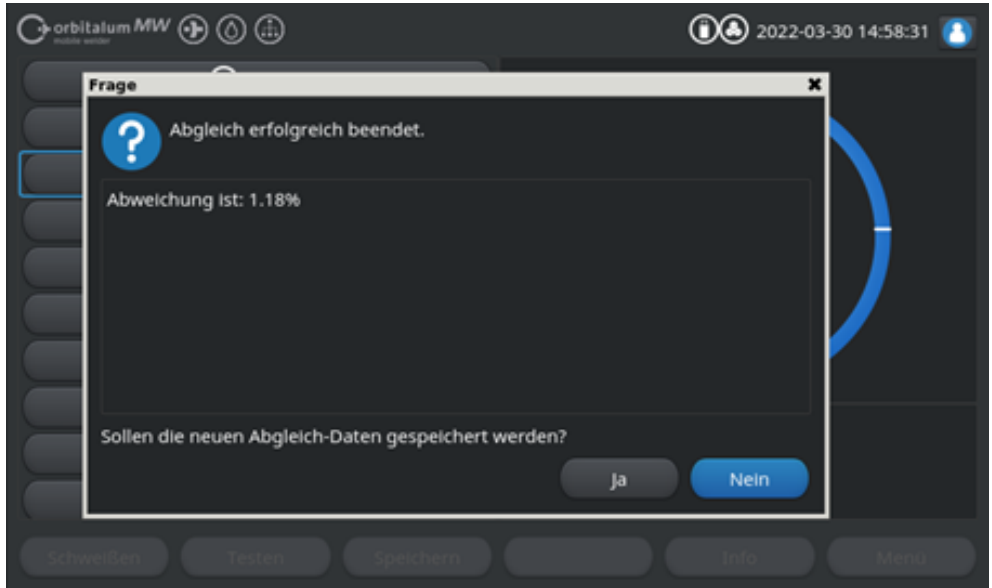 orbitalum MW
mobile welder
2022-03-30 14:58:31
Frage
Abgleich erfolgreich beendet.
Abweichung ist: 1.18%
Sollen die neuen Abgleich-Daten gespeichert werden?
Ja Nein
Schweißen Testen Speichern Info Menü